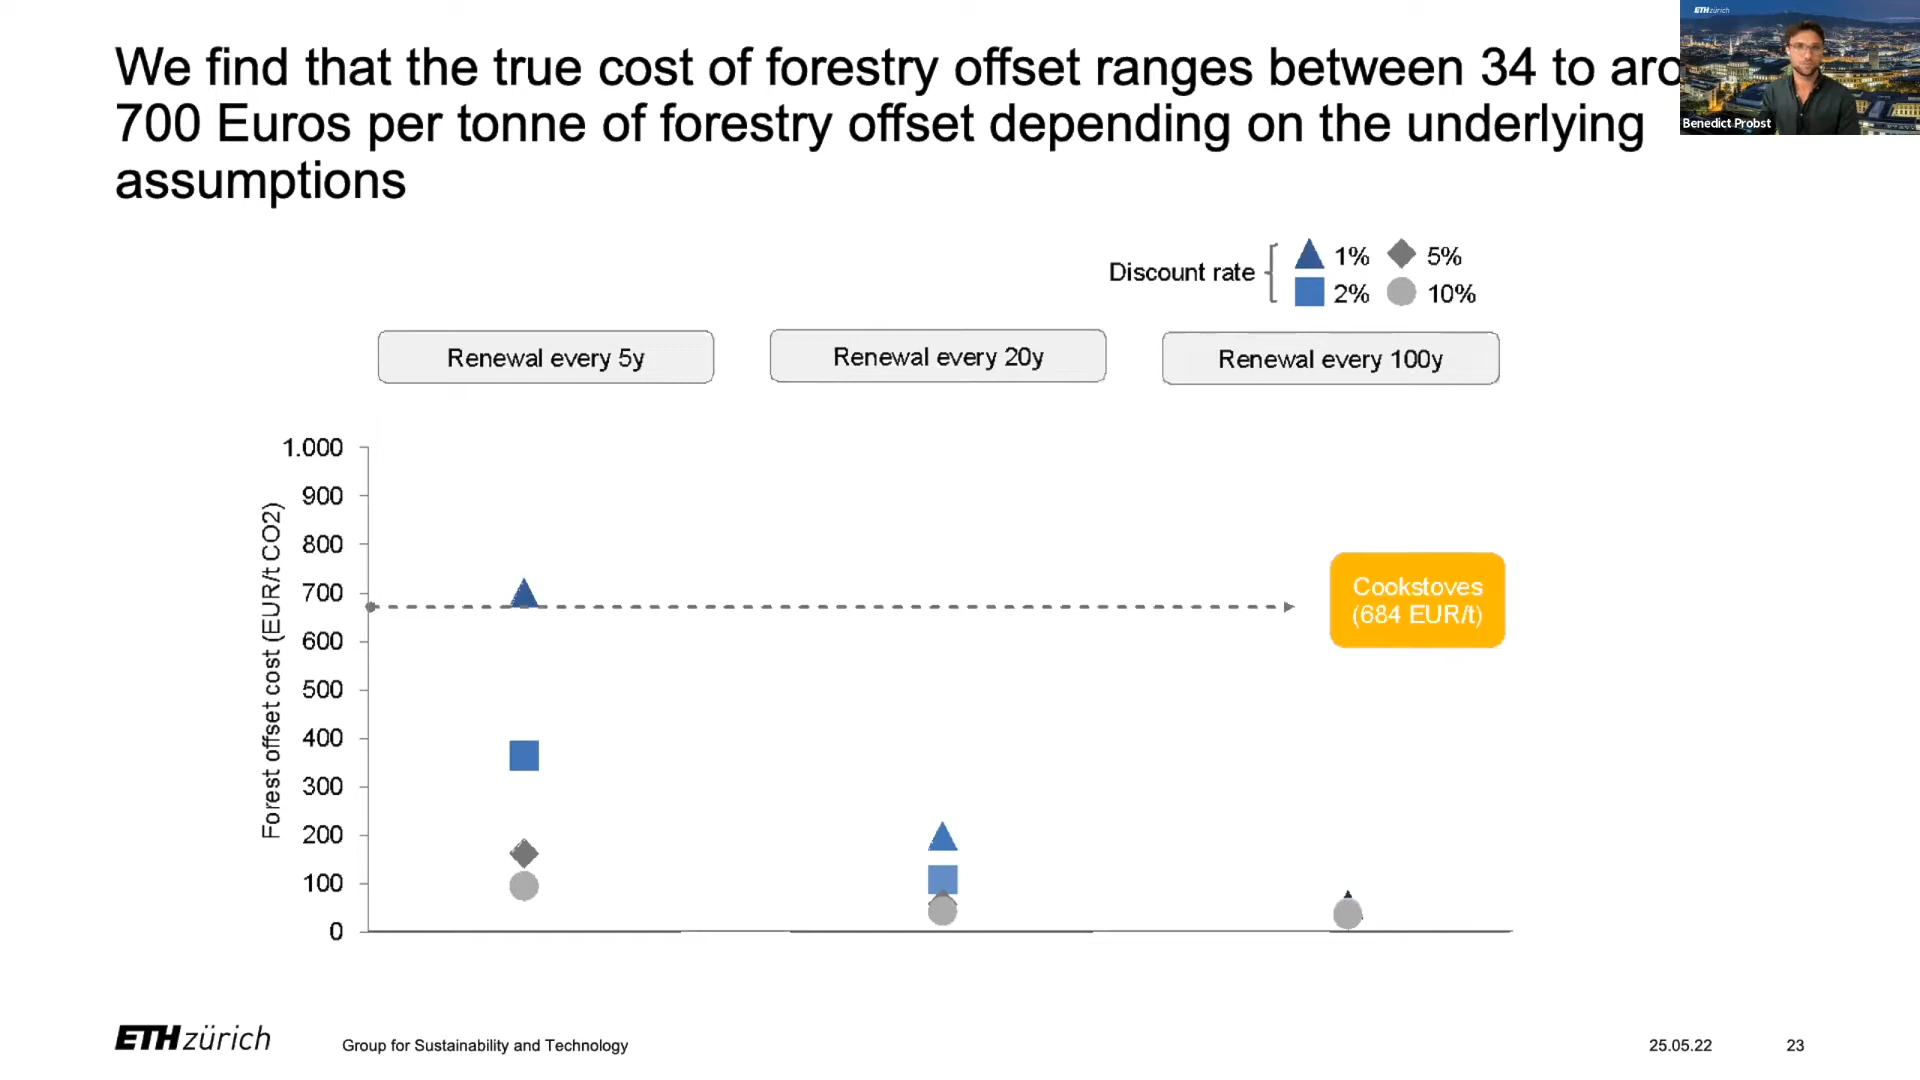 We find that the true cost of forestry offset ranges between 34 to
700 Euros per tonne of forestry offset depending on the underlying
assumptions
ETH zürich
Benedict Probst
Discount rate
1%
5%
2%
10%
Renewal every 5y
Renewal every 20y
Renewal every 100y
Forest offset cost (EUR/t CO2)
1.000
900
800
700
600
500
400
300
200
100
0
Cookstoves
(684 EUR/t)
ETH zürich
Group for Sustainability and Technology
25.05.22
23